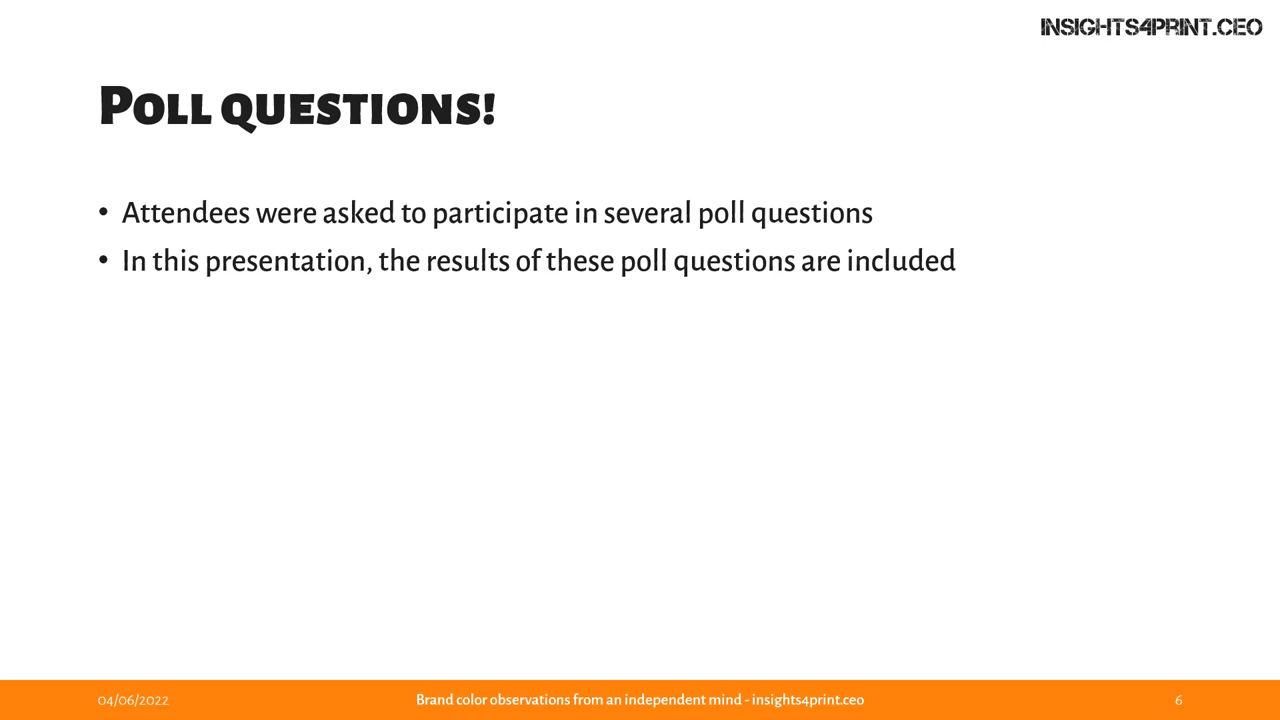 INSIGHTS4PRINT.CEO
Poll questions!
• Attendees were asked to participate in several poll questions
• In this presentation, the results of these poll questions are included
04/06/2022
Brand color observations from an independent mind - insights4print.ceo
6